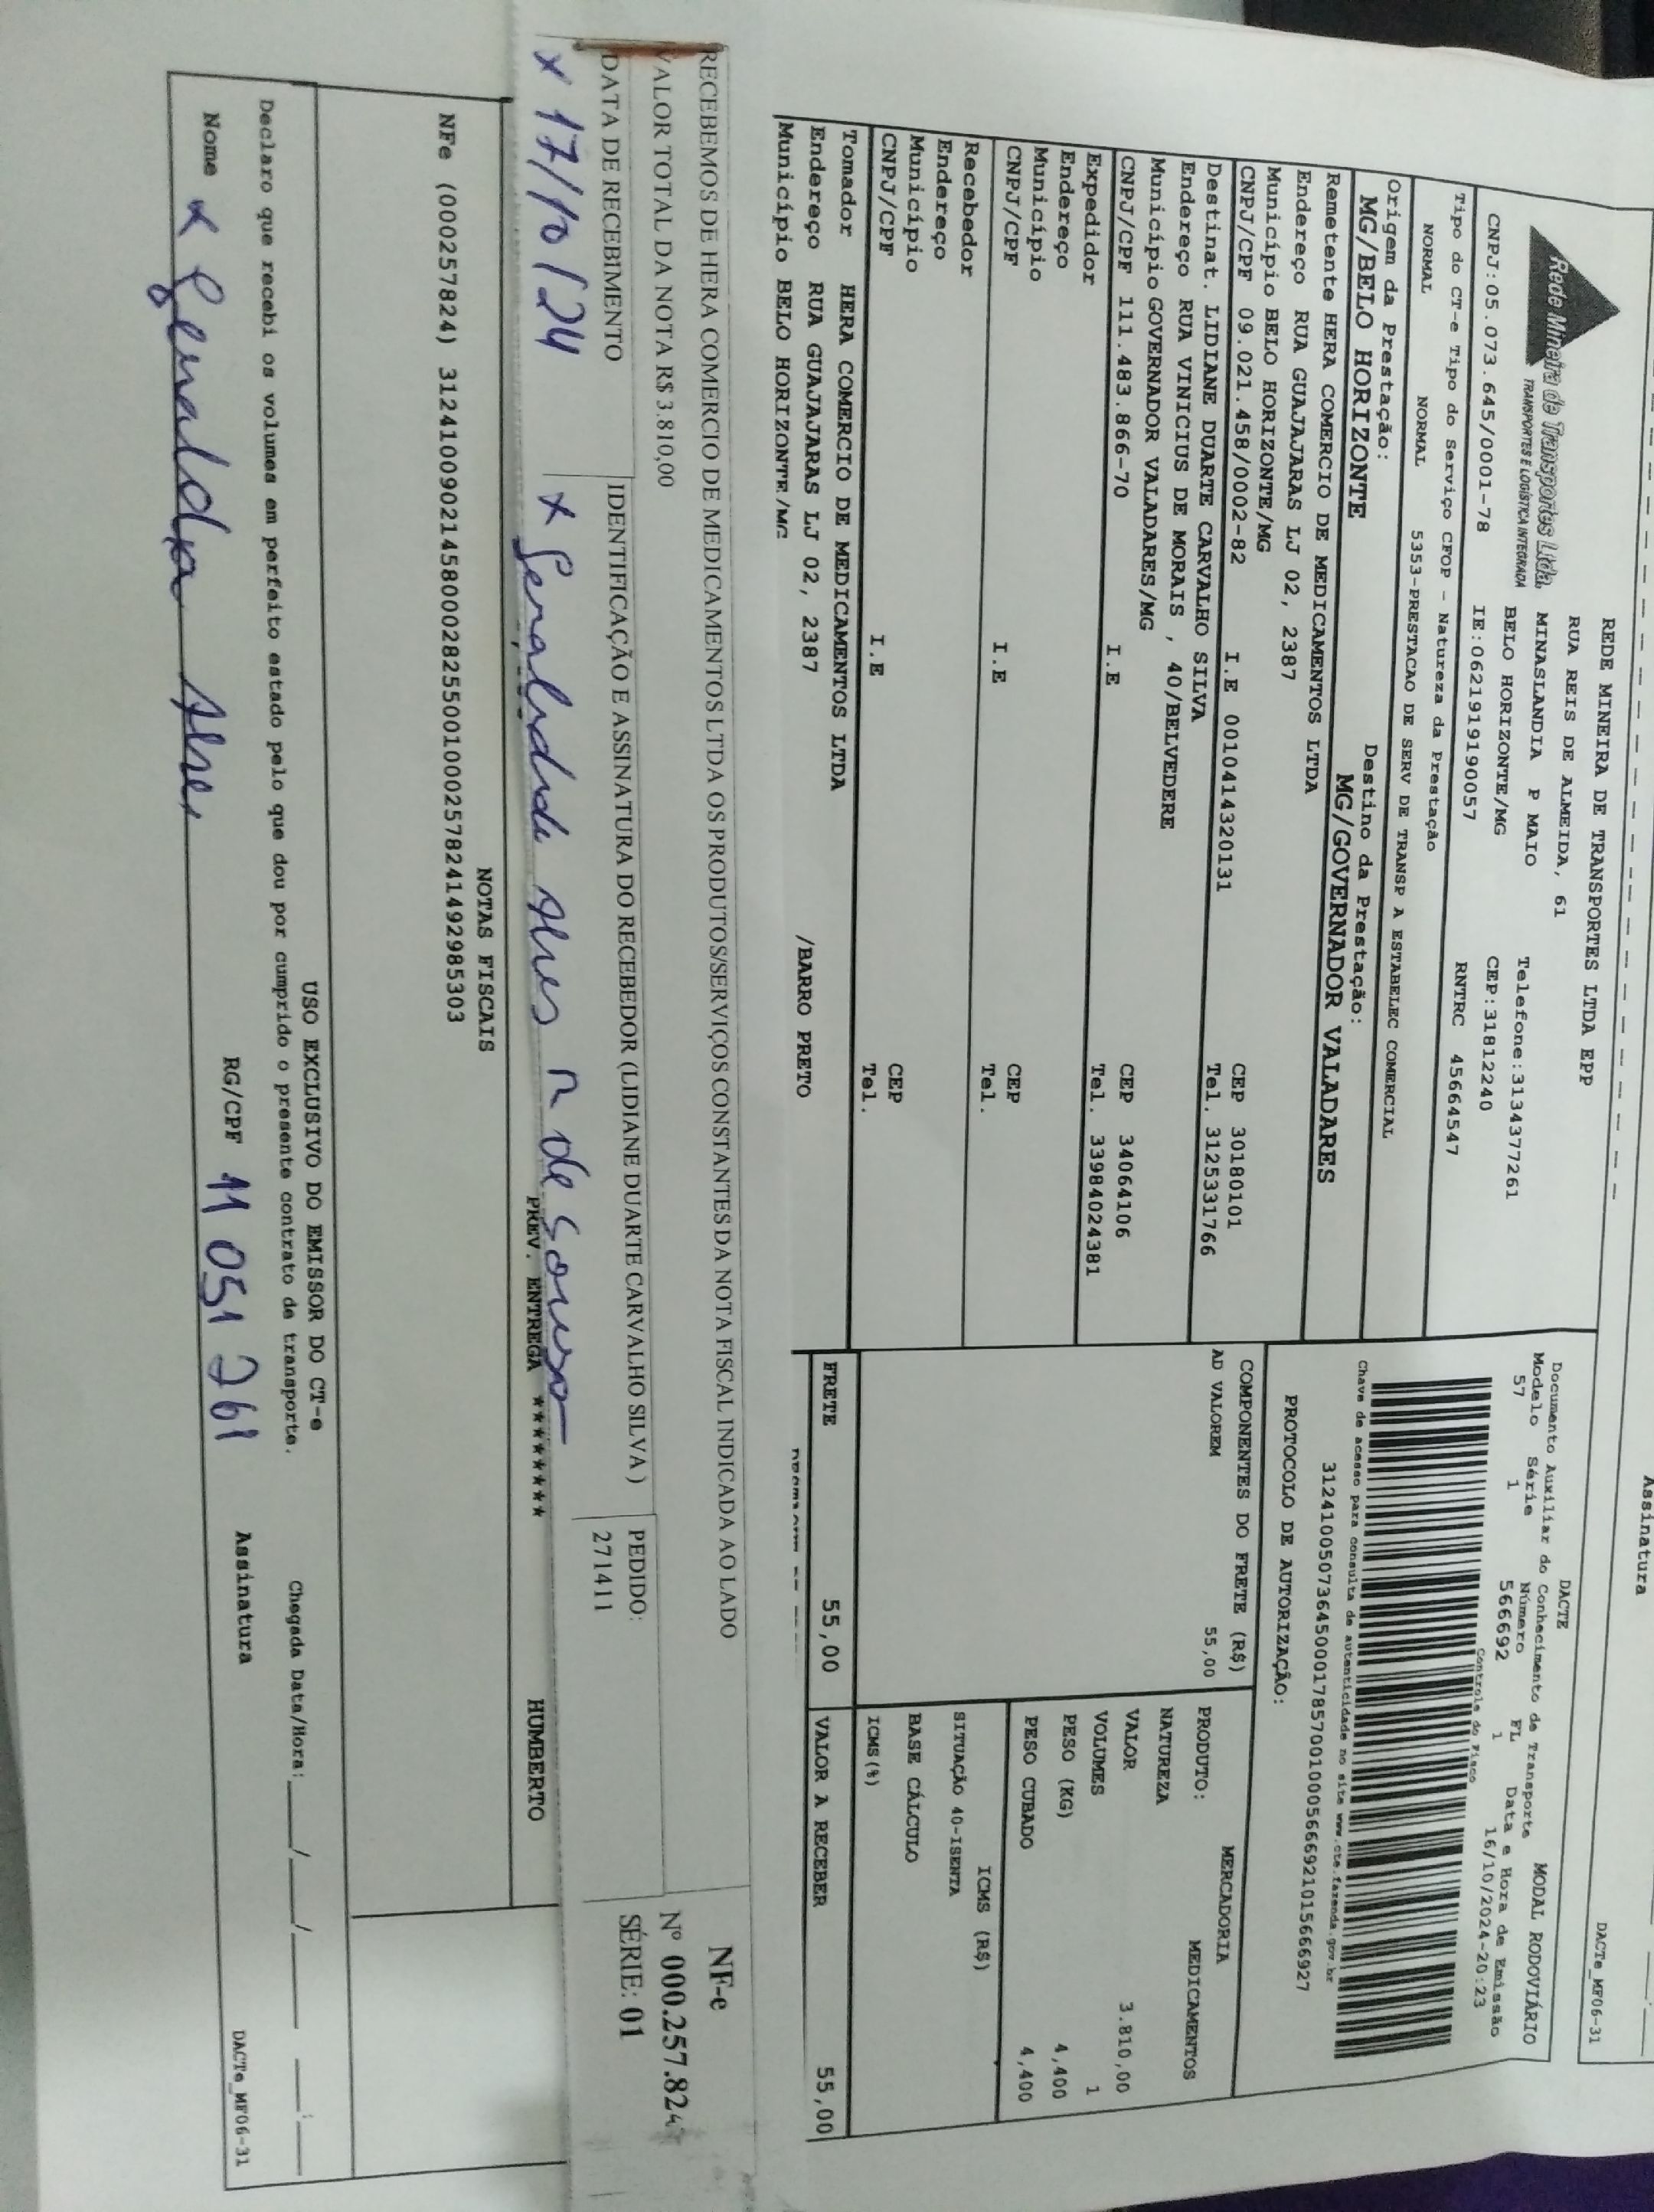 Assinatura
DACTe_MF06-31
Rede Mineira de Transportes Ltda.
TRANSPORTES E LOGÍSTICA INTEGRADA
REDE MINEIRA DE TRANSPORTES LTDA EPP
RUA REIS DE ALMEIDA, 61
MINASLANDIA P MAIO
BELO HORIZONTE/MG
Telefone:3134377261
CEP:31812240
CNPJ:05.073.645/0001-78 IE:0621919190057 RNTRC 45664547
Tipo do CT-e Tipo do Serviço CFOP - Natureza da Prestação
NORMAL NORMAL 5353-PRESTACAO DE SERV DE TRANSP A ESTABELEC COMERCIAL
DACTE
Documento Auxiliar do Conhecimento de Transporte MODAL RODOVIÁRIO
Modelo Série Número FL Data e Hora de Emissão
57 1 566692 1 16/10/2024-20:23
Controle do Fisco
Chave de acesso para consulta de autenticidade no site www.cte.fazenda.gov.br
31241005073645000178570010005666921015666927
PROTOCOLO DE AUTORIZAÇÃO:
Origem da Prestação: Destino da Prestação:
MG/BELO HORIZONTE MG/GOVERNADOR VALADARES
Remetente HERA COMERCIO DE MEDICAMENTOS LTDA
Endereço RUA GUAJAJARAS LJ 02, 2387
Município BELO HORIZONTE/MG CEP 30180101
CNPJ/CPF 09.021.458/0002-82 I.E 0010414320131 Tel. 3125331766
Destinat. LIDIANE DUARTE CARVALHO SILVA
Endereço RUA VINICIUS DE MORAIS , 40/BELVEDERE
Município GOVERNADOR VALADARES/MG CEP 34064106
CNPJ/CPF 111.483.866-70 I.E Tel. 33984024381
Expedidor
Endereço
Município CEP
CNPJ/CPF I.E Tel.
Recebedor
Endereço
Município CEP
CNPJ/CPF I.E Tel.
Tomador HERA COMERCIO DE MEDICAMENTOS LTDA
Endereço RUA GUAJAJARAS LJ 02, 2387 /BARRO PRETO
Município BELO HORIZONTE/MG
COMPONENTES DO FRETE (R$)
AD VALOREM 55,00
FRETE 55,00
MERCADORIA
PRODUTO: MEDICAMENTOS
NATUREZA
VALOR 3.810,00
VOLUMES 1
PESO (KG) 4,400
PESO CUBADO 4,400
ICMS (R$)
SITUAÇÃO 40-ISENTA
BASE CÁLCULO
ICMS(%)
VALOR A RECEBER 55,00
RECEBEMOS DE HERA COMERCIO DE MEDICAMENTOS LTDA OS PRODUTOS/SERVIÇOS CONSTANTES DA NOTA FISCAL INDICADA AO LADO
VALOR TOTAL DA NOTA R$ 3.810,00
DATA DE RECEBIMENTO IDENTIFICAÇÃO E ASSINATURA DO RECEBEDOR (LIDIANE DUARTE CARVALHO SILVA ) PEDIDO:
271411
x 17/10/24 x
de
NF-e
Nº 000.257.824
SÉRIE: 01
PREV. ENTREGA ******** HUMBERTO
NOTAS FISCAIS
NFe (000257824) 31241009021458000282550010002578241492985303
USO EXCLUSIVO DO EMISSOR DO CT-e
Declaro que recebi os volumes em perfeito estado pelo que dou por cumprido o presente contrato de transporte. Chegada Data/Hora:____/____/______ ___:___
Nome x RG/CPF 11 051 261 Assinatura
DACTe_MF06-31